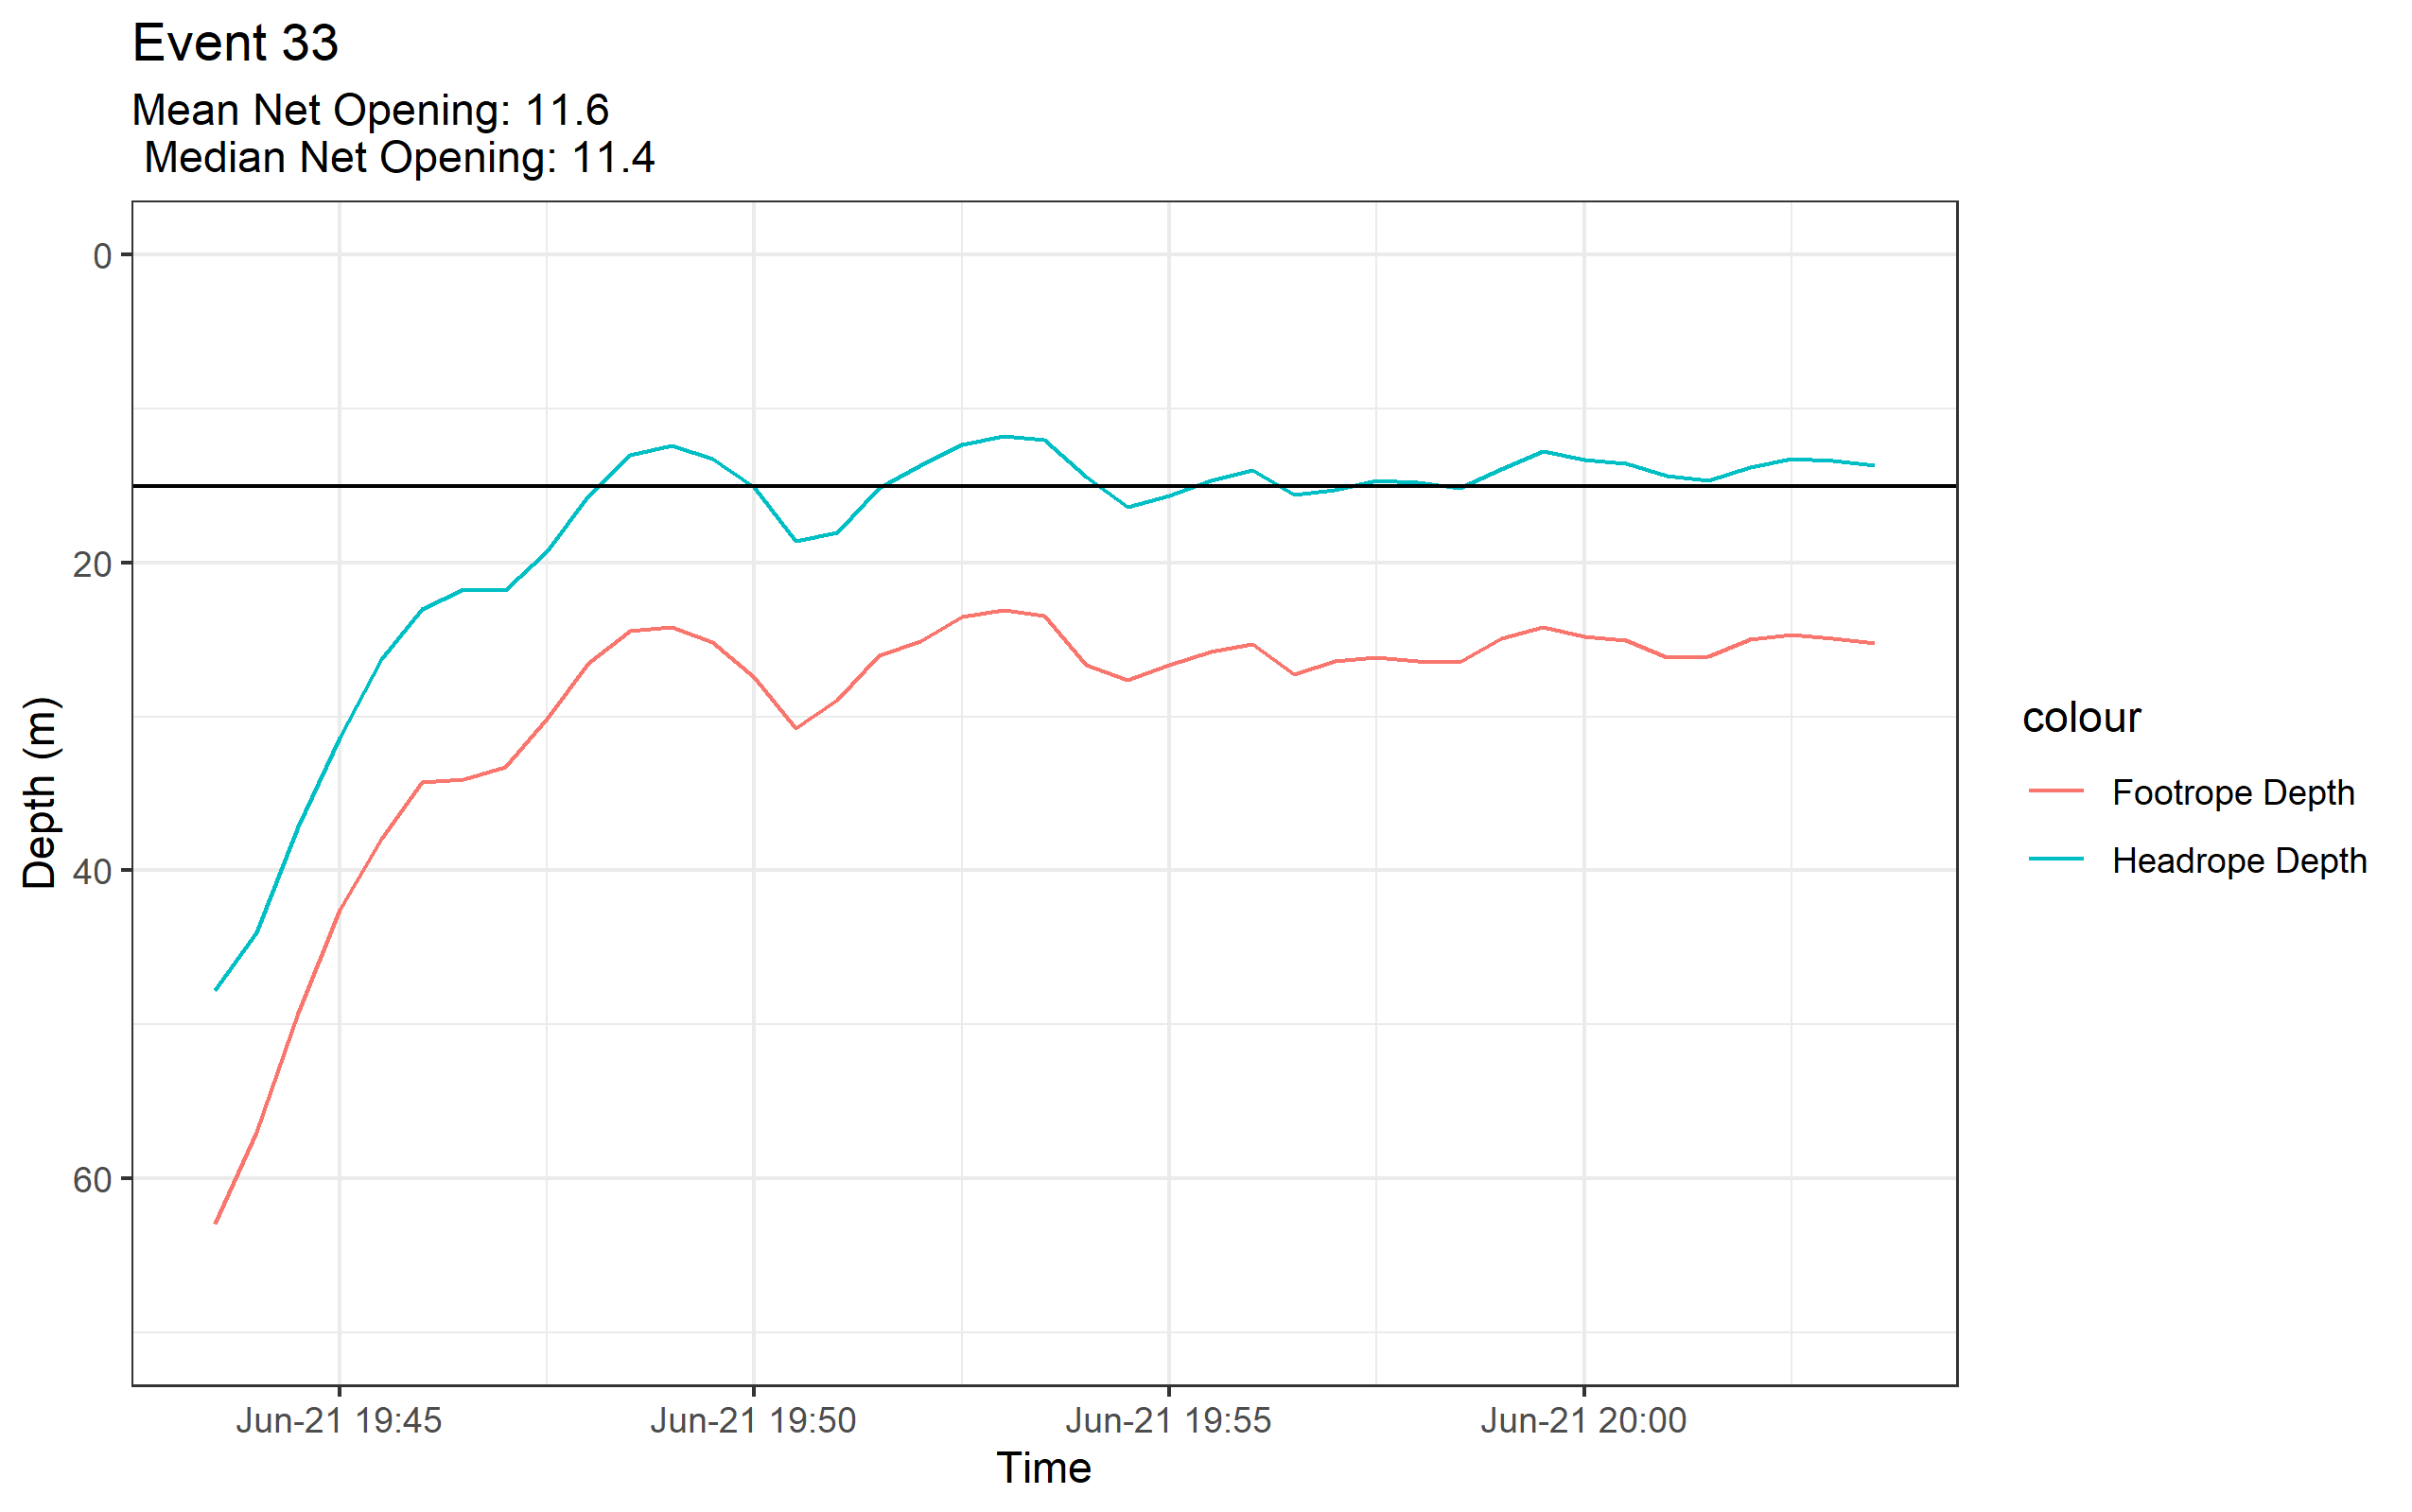 Event 33
Mean Net Opening: 11.6
Median Net Opening: 11.4
0
20
40
60
Depth (m)
Jun-21 19:45
Jun-21 19:50
Jun-21 19:55
Jun-21 20:00
Time
colour
Footrope Depth
Headrope Depth